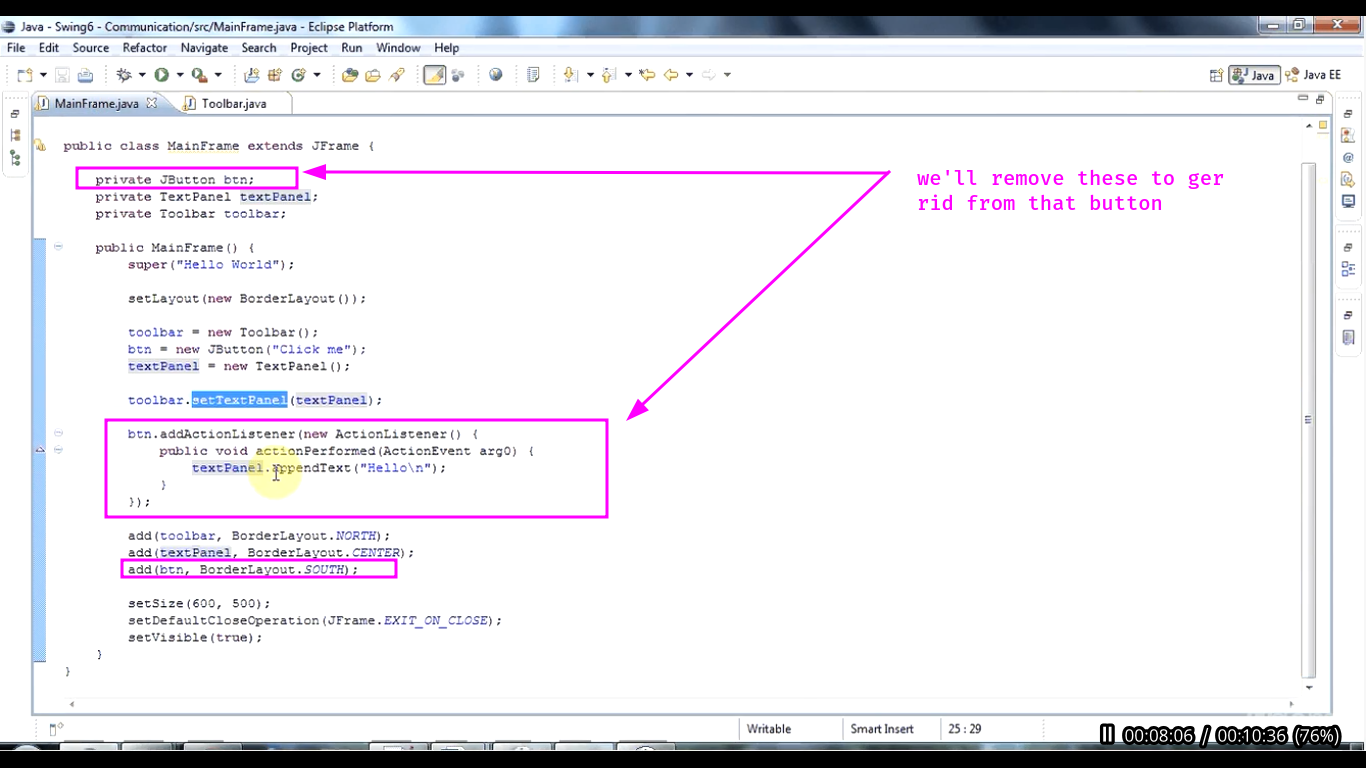 Java - Swing6 - Communication/src/MainFrame.java - Eclipse Platform
File Edit Source Refactor Navigate Search Project Run Window Help
Java Java EE
MainFrame.java Toolbar.java
public class MainFrame extends JFrame {
private JButton btn;
private TextPanel textPanel;
private Toolbar toolbar;
we'll remove these to ger
rid from that button
public MainFrame() {
super("Hello World");
setLayout(new BorderLayout());
toolbar = new Toolbar();
btn = new JButton("Click me");
textPanel = new TextPanel();
toolbar.setTextPanel(textPanel);
btn.addActionListener(new ActionListener() {
public void actionPerformed(ActionEvent arg0) {
textPanel.appendText("Hello\n");
}
});
add(toolbar, BorderLayout.NORTH);
add(textPanel, BorderLayout.CENTER);
add(btn, BorderLayout.SOUTH);
setSize(600, 500);
setDefaultCloseOperation(JFrame.EXIT_ON_CLOSE);
setVisible(true);
}
}
Writable Smart Insert 25 : 29
00:08:06 / 00:10:36 (76%)